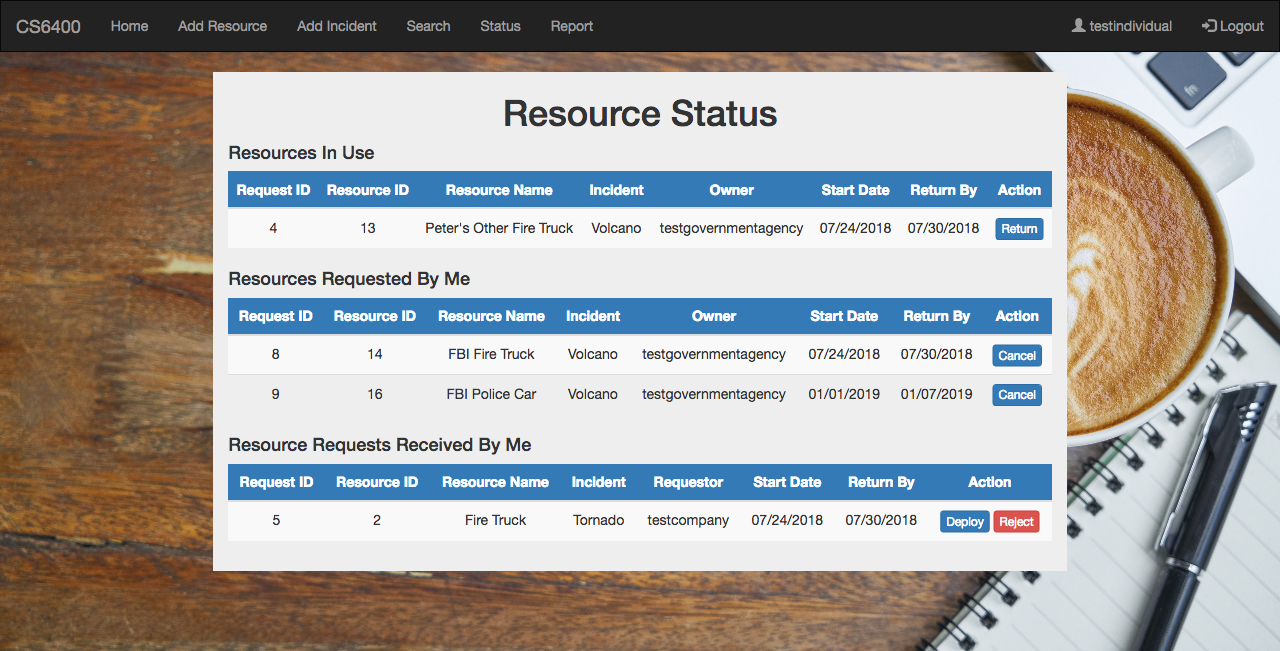 CS6400 Home Add Resource Add Incident Search Status Report testindividual Logout
Resource Status
Resources In Use
Request ID Resource ID Resource Name Incident Owner Start Date Return By Action
4 13 Peter's Other Fire Truck Volcano testgovernmentagency 07/24/2018 07/30/2018 Return
Resources Requested By Me
Request ID Resource ID Resource Name Incident Owner Start Date Return By Action
8 14 FBI Fire Truck Volcano testgovernmentagency 07/24/2018 07/30/2018 Cancel
9 16 FBI Police Car Volcano testgovernmentagency 01/01/2019 01/07/2019 Cancel
Resource Requests Received By Me
Request ID Resource ID Resource Name Incident Requestor Start Date Return By Action
5 2 Fire Truck Tornado testcompany 07/24/2018 07/30/2018 Deploy Reject